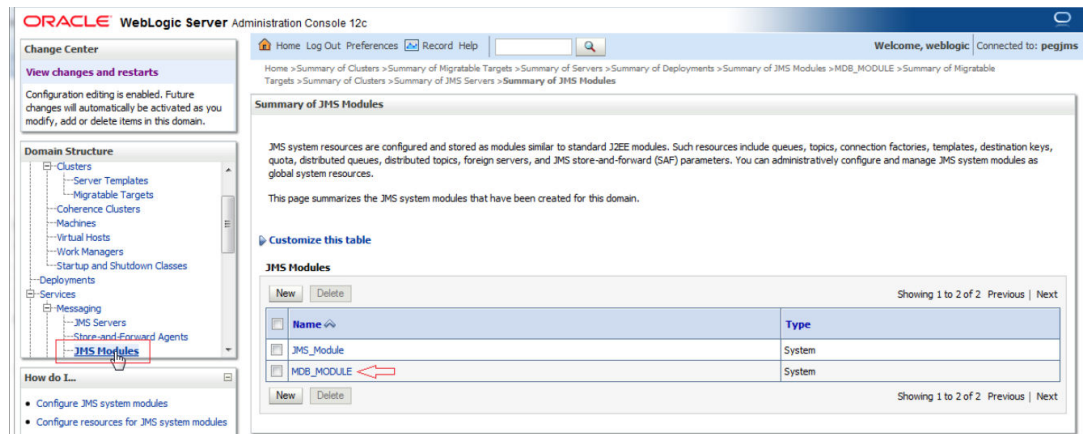 ORACLE WebLogic Server Administration Console 12c
Change Center
View changes and restarts
Configuration editing is enabled. Future
changes will automatically be activated as you
modify, add or delete items in this domain.
Domain Structure
Clusters
Server Templates
Migratable Targets
Coherence Clusters
Machines
Virtual Hosts
Work Managers
Startup and Shutdown Classes
Deployments
Services
Messaging
JMS Servers
Store-and-Forward Agents
JMS Modules
How do I...
Configure JMS system modules
Configure resources for JMS system modules
Home Log Out Preferences Record Help
Welcome, weblogic Connected to: pegjms
Home >Summary of Clusters >Summary of Migratable Targets >Summary of Servers >Summary of Deployments >Summary of JMS Modules >MDB_MODULE >Summary of Migratable
Targets >Summary of Clusters >Summary of JMS Servers >Summary of JMS Modules
Summary of JMS Modules
JMS system resources are configured and stored as modules similar to standard J2EE modules. Such resources include queues, topics, connection factories, templates, destination keys,
quota, distributed queues, distributed topics, foreign servers, and JMS store-and-forward (SAF) parameters. You can administratively configure and manage JMS system modules as
global system resources.
This page summarizes the JMS system modules that have been created for this domain.
Customize this table
JMS Modules
New Delete Showing 1 to 2 of 2 Previous | Next
Name Type
JMS_Module System
MDB_MODULE System
New Delete Showing 1 to 2 of 2 Previous | Next